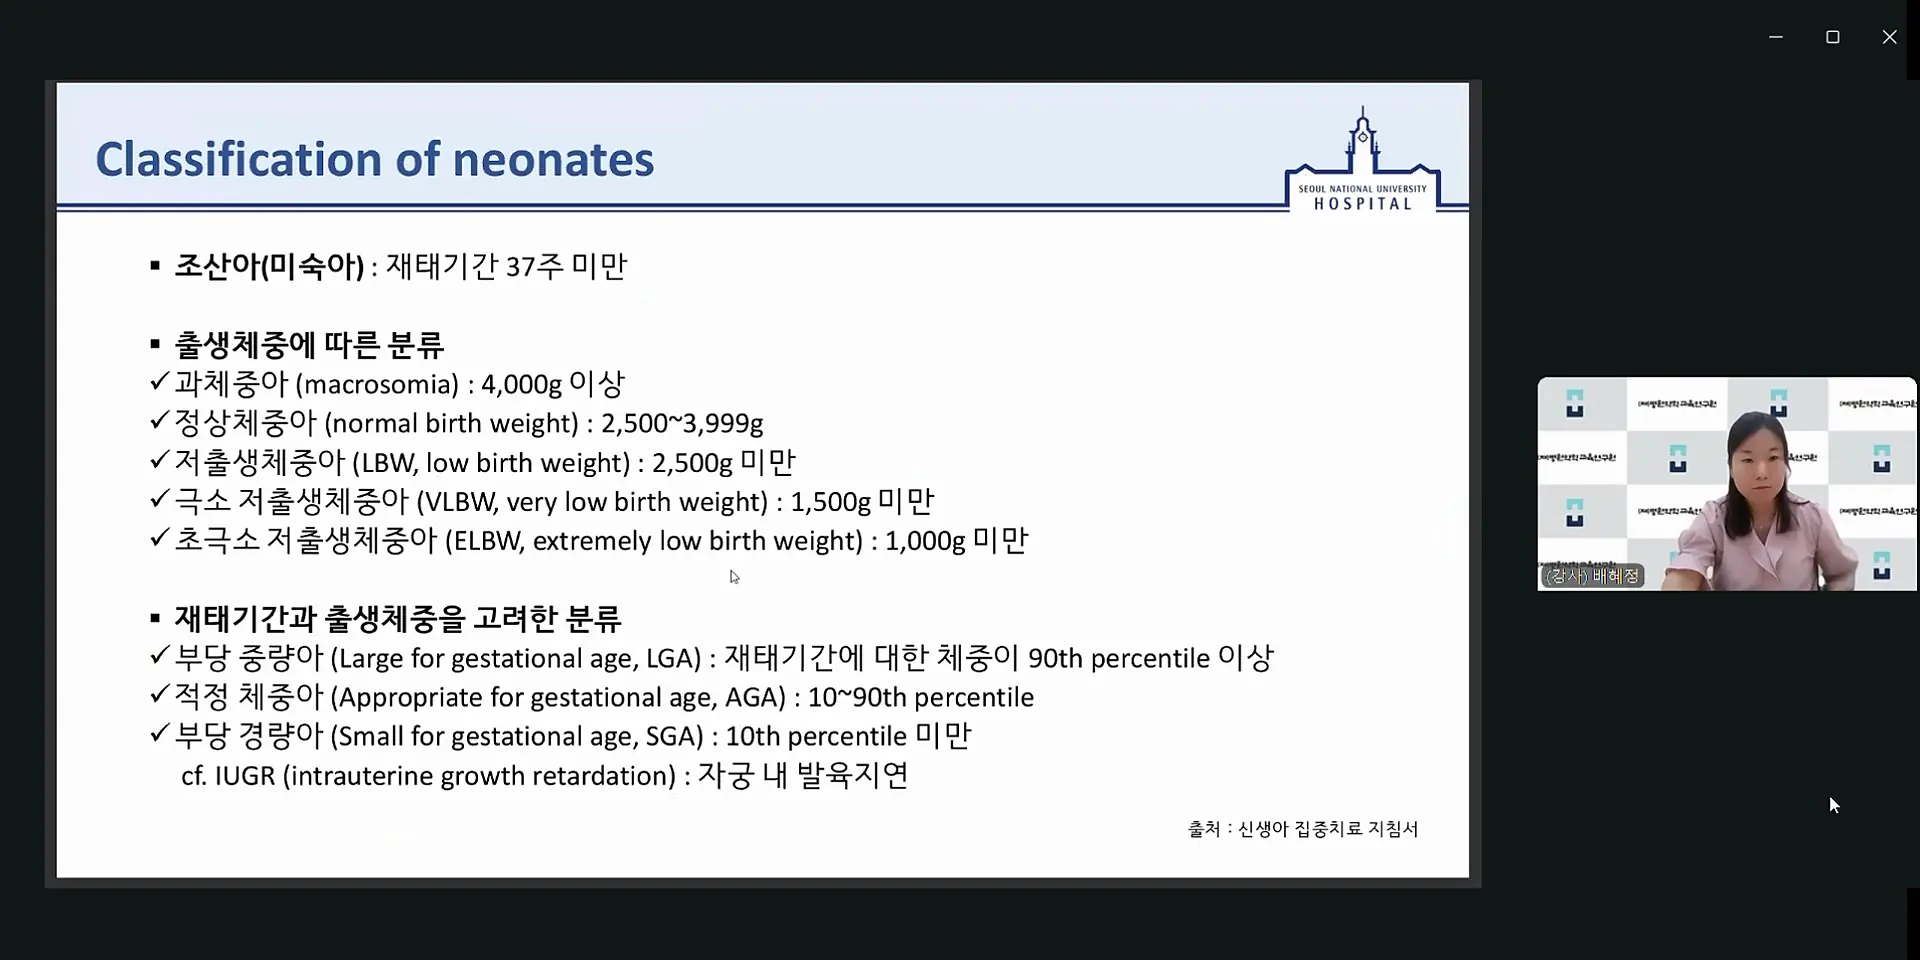 Classification of neonates
SEOUL NATIONAL UNIVERSITY
HOSPITAL
▪ 조산아(미숙아) : 재태기간 37주 미만
▪ 출생체중에 따른 분류
✓과체중아 (macrosomia) : 4,000g 이상
✓정상체중아 (normal birth weight) : 2,500~3,999g
✓저출생체중아 (LBW, low birth weight) : 2,500g 미만
✓극소 저출생체중아 (VLBW, very low birth weight) : 1,500g 미만
✓초극소 저출생체중아 (ELBW, extremely low birth weight) : 1,000g 미만
▪ 재태기간과 출생체중을 고려한 분류
✓부당 중량아 (Large for gestational age, LGA) : 재태기간에 대한 체중이 90th percentile 이상
✓적정 체중아 (Appropriate for gestational age, AGA) : 10~90th percentile
✓부당 경량아 (Small for gestational age, SGA) : 10th percentile 미만
cf. IUGR (intrauterine growth retardation) : 자궁 내 발육지연
출처 : 신생아 집중치료 지침서
(강사) 배혜정